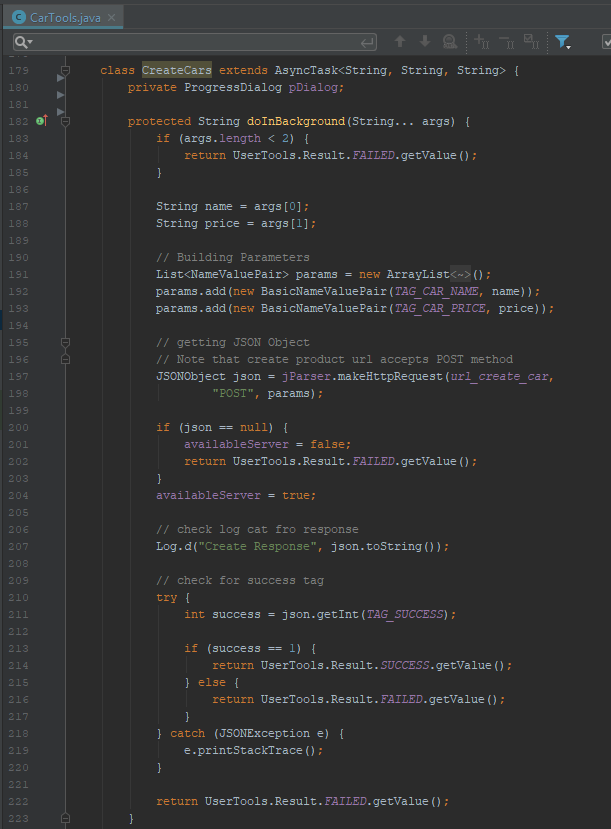 CarTools.java
179 class CreateCars extends AsyncTask<String, String, String> {
180 private ProgressDialog pDialog;
181
182 protected String doInBackground(String... args) {
183 if (args.length < 2) {
184 return UserTools.Result.FAILED.getValue();
185 }
186
187 String name = args[0];
188 String price = args[1];
189
190 // Building Parameters
191 List<NameValuePair> params = new ArrayList<~>();
192 params.add(new BasicNameValuePair(TAG_CAR_NAME, name));
193 params.add(new BasicNameValuePair(TAG_CAR_PRICE, price));
194
195 // getting JSON Object
196 // Note that create product url accepts POST method
197 JSONObject json = jParser.makeHttpRequest(url_create_car,
198 "POST", params);
199
200 if (json == null) {
201 availableServer = false;
202 return UserTools.Result.FAILED.getValue();
203 }
204 availableServer = true;
205
206 // check log cat fro response
207 Log.d("Create Response", json.toString());
208
209 // check for success tag
210 try {
211 int success = json.getInt(TAG_SUCCESS);
212
213 if (success == 1) {
214 return UserTools.Result.SUCCESS.getValue();
215 } else {
216 return UserTools.Result.FAILED.getValue();
217 }
218 } catch (JSONException e) {
219 e.printStackTrace();
220 }
221
222 return UserTools.Result.FAILED.getValue();
223 }